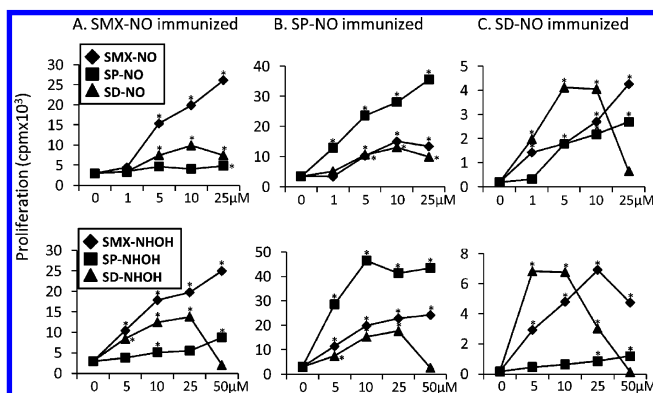 A. SMX-NO immunized
B. SP-NO immunized
C. SD-NO immunized
Proliferation (cpmx10³)
30
25
20
15
10
5
0
SMX-NO
SP-NO
SD-NO
* * * * * * *
0 1 5 10 25µM
40
30
20
10
0
* * * * * * * * * *
0 1 5 10 25µM
5
4
3
2
1
0
* * * * * * * * *
0 1 5 10 25µM
30
25
20
15
10
5
0
SMX-NHOH
SP-NHOH
SD-NHOH
* * * * * * * * *
0 5 10 25 50µM
50
40
30
20
10
0
* * * * * * * * * * *
0 5 10 25 50µM
8
6
4
2
0
* * * * * * * * *
0 5 10 25 50µM